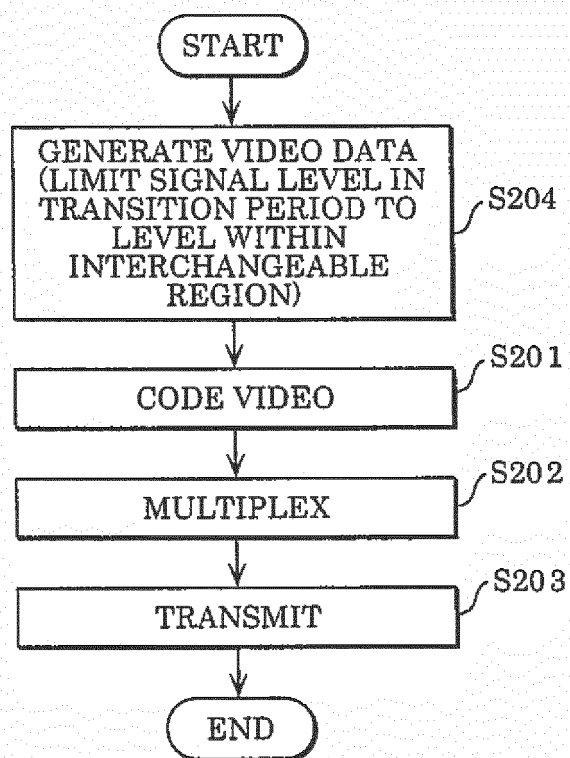 START
GENERATE VIDEO DATA
(LIMIT SIGNAL LEVEL IN
TRANSITION PERIOD TO
LEVEL WITHIN
INTERCHANGEABLE
REGION)
S204
CODE VIDEO
S201
MULTIPLEX
S202
TRANSMIT
S203
END